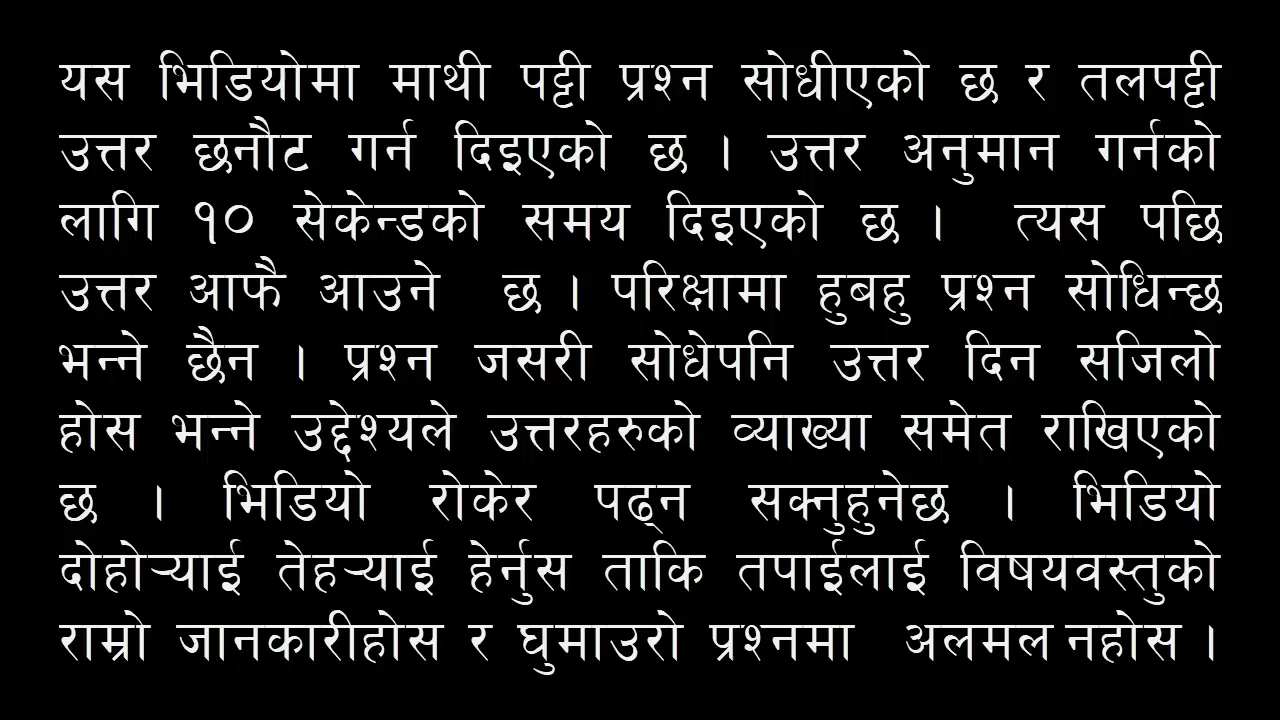 यस भिडियोमा माथी पट्टी प्रश्न सोधीएको छ र तलपट्टी
उत्तर छनौट गर्न दिइएको छ । उत्तर अनुमान गर्नको
लागि १० सेकेन्डको समय दिइएको छ । त्यस पछि
उत्तर आफै आउने छ । परिक्षामा हुबहु प्रश्न सोधिन्छ
भन्ने छैन । प्रश्न जसरी सोधेपनि उत्तर दिन सजिलो
होस भन्ने उद्देश्यले उत्तरहरुको व्याख्या समेत राखिएको
छ । भिडियो रोकेर पढ्न सक्नुहुनेछ । भिडियो
दोहोऱ्याई तेहऱ्याई हेर्नुस ताकि तपाईलाई विषयवस्तुको
राम्रो जानकारीहोस र घुमाउरो प्रश्नमा अलमल नहोस ।